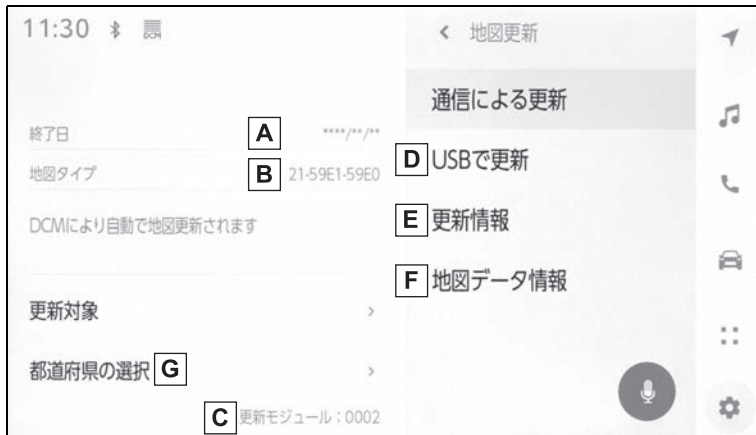 11:30
DCM
終了日 A ****/**/**
地図タイプ B 21-59E1-59E0
DCMにより自動で地図更新されます
更新対象 >
都道府県の選択 G >
C 更新モジュール：0002
< 地図更新
通信による更新
D USBで更新
E 更新情報
F 地図データ情報